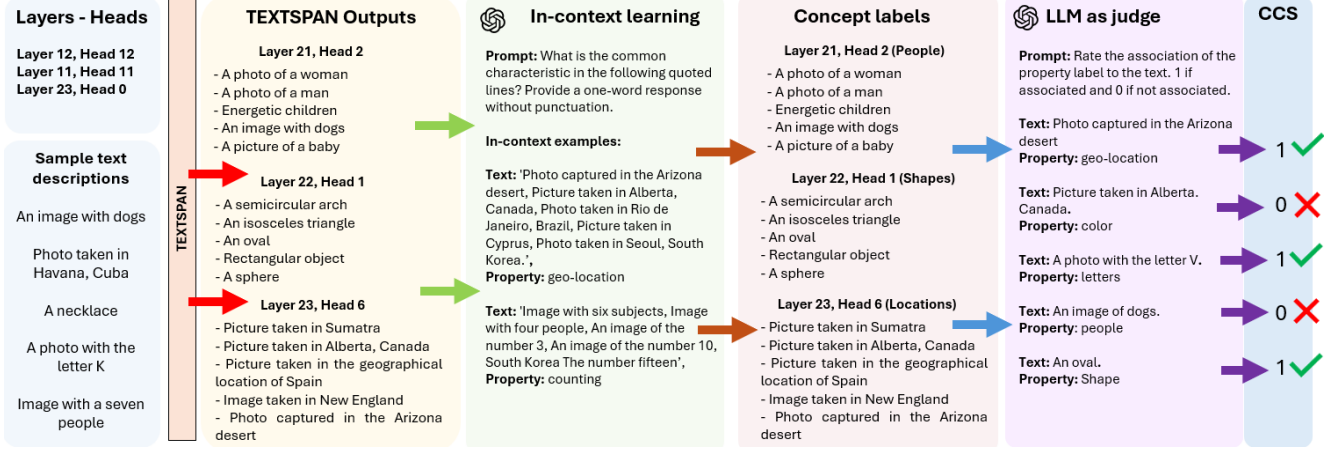 Layers - Heads
Layer 12, Head 12
Layer 11, Head 11
Layer 23, Head 0
Sample text
descriptions
An image with dogs
Photo taken in
Havana, Cuba
A necklace
A photo with the
letter K
Image with a seven
people
TEXTSPAN
TEXTSPAN Outputs
Layer 21, Head 2
- A photo of a woman
- A photo of a man
- Energetic children
- An image with dogs
- A picture of a baby
Layer 22, Head 1
- A semicircular arch
- An isosceles triangle
- An oval
- Rectangular object
- A sphere
Layer 23, Head 6
- Picture taken in Sumatra
- Picture taken in Alberta, Canada
- Picture taken in the geographical
location of Spain
- Image taken in New England
- Photo captured in the Arizona
desert
In-context learning
Prompt: What is the common
characteristic in the following quoted
lines? Provide a one-word response
without punctuation.
In-context examples:
Text: 'Photo captured in the Arizona
desert, Picture taken in Alberta,
Canada, Photo taken in Rio de
Janeiro, Brazil, Picture taken in
Cyprus, Photo taken in Seoul, South
Korea.',
Property: geo-location
Text: 'Image with six subjects, Image
with four people, An image of the
number 3, An image of the number 10,
South Korea The number fifteen',
Property: counting
Concept labels
Layer 21, Head 2 (People)
- A photo of a woman
- A photo of a man
- Energetic children
- An image with dogs
- A picture of a baby
Layer 22, Head 1 (Shapes)
- A semicircular arch
- An isosceles triangle
- An oval
- Rectangular object
- A sphere
Layer 23, Head 6 (Locations)
- Picture taken in Sumatra
- Picture taken in Alberta, Canada
- Picture taken in the geographical
location of Spain
- Image taken in New England
- Photo captured in the Arizona
desert
LLM as judge
Prompt: Rate the association of the
property label to the text. 1 if
associated and 0 if not associated.
Text: Photo captured in the Arizona
desert
Property: geo-location
Text: Picture taken in Alberta.
Canada.
Property: color
Text: A photo with the letter V.
Property: letters
Text: An image of dogs.
Property: people
Text: An oval.
Property: Shape
CCS
1
0
1
0
1